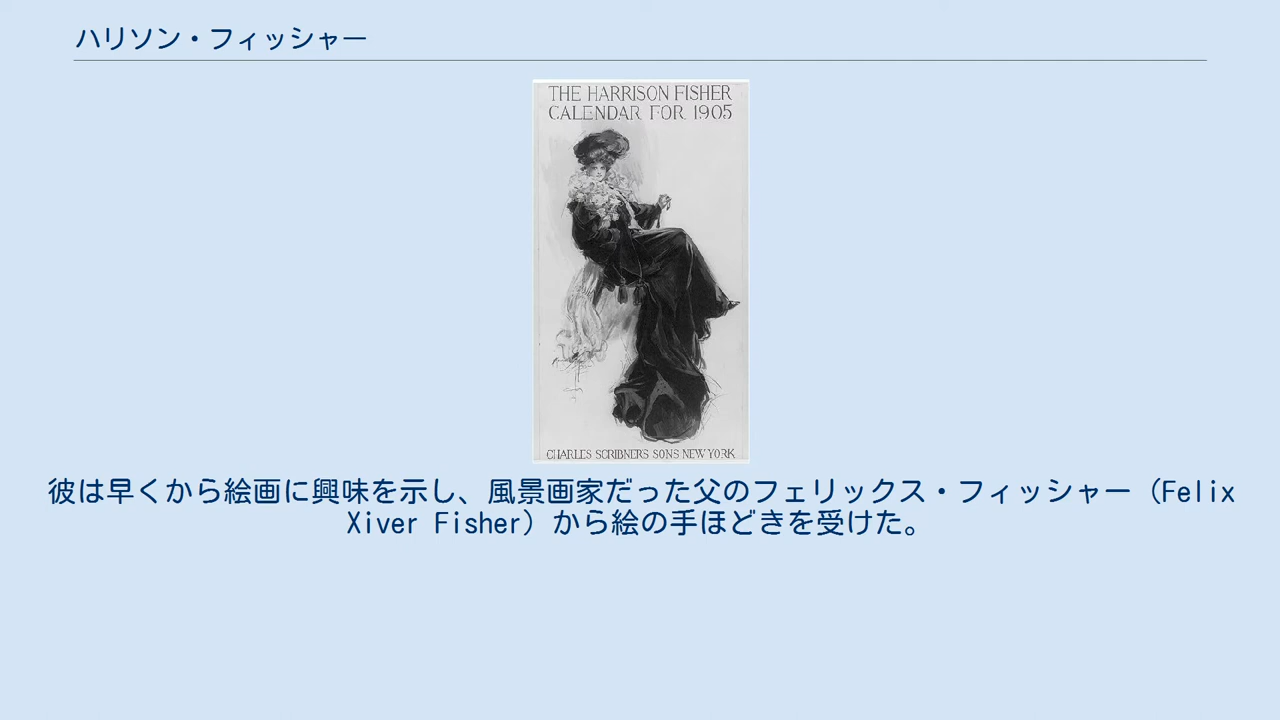 ハリソン・フィッシャー
THE HARRISON FISHER
CALENDAR FOR 1905
CHARLES SCRIBNERS SONS NEW YORK
彼は早くから絵画に興味を示し、風景画家だった父のフェリックス・フィッシャー（Felix
Xiver Fisher）から絵の手ほどきを受けた。